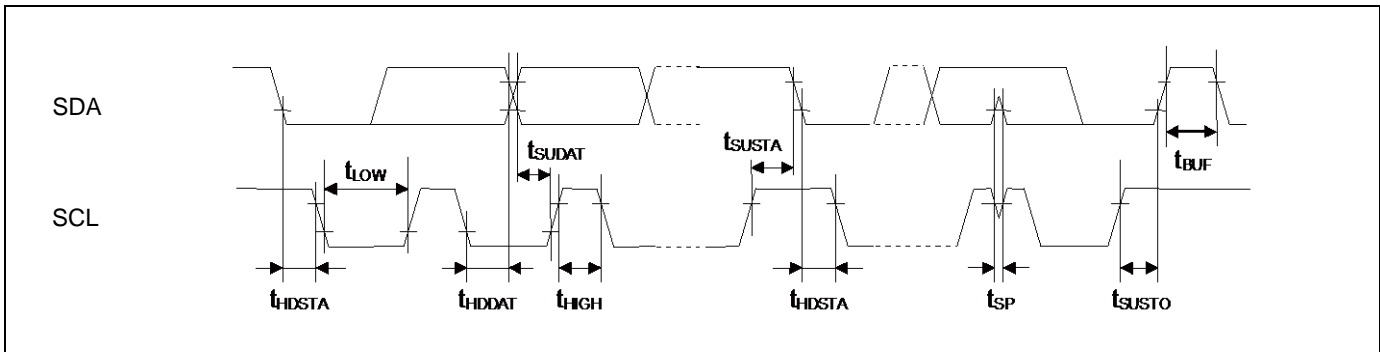 SDA
tSUDAT
tSUSTA
tLOW
tBUF
SCL
tHDSTA
tHDDAT
tHIGH
tHDSTA
tSP
tSUSTO